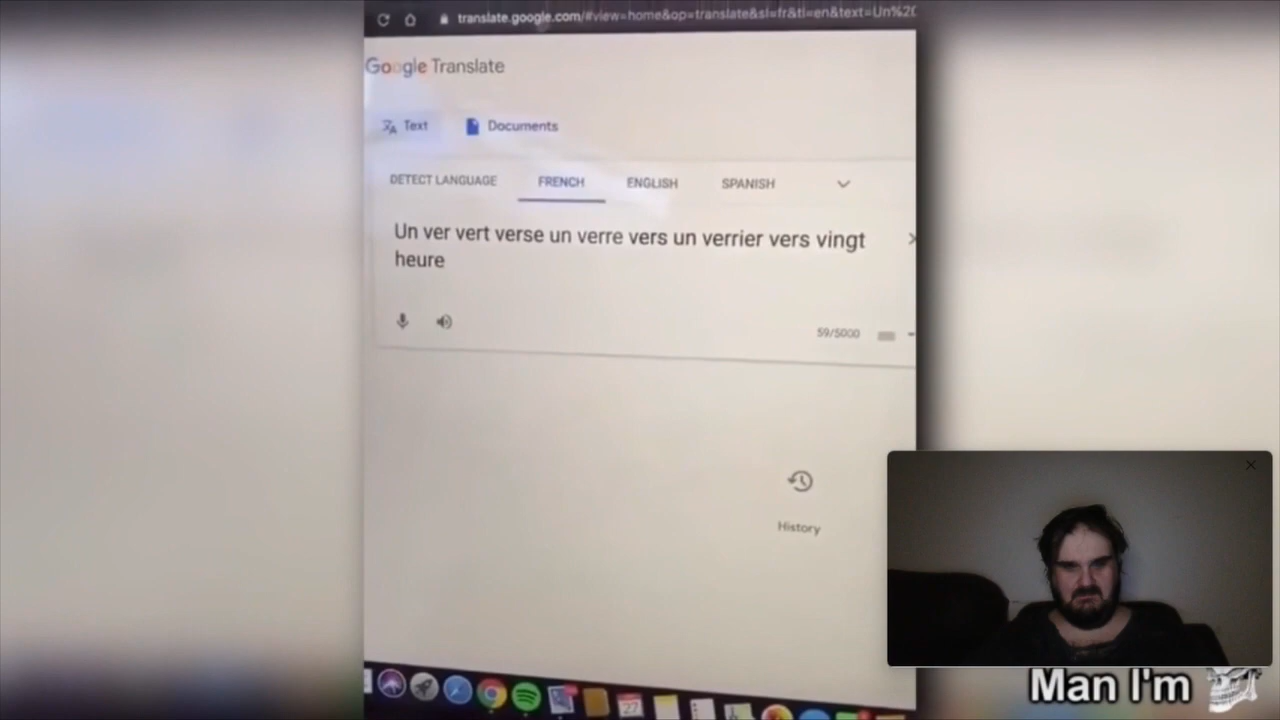 translate.google.com/#view=home&op=translate&sl=fr&tl=en&text=Un%20
Google Translate
Text
Documents
DETECT LANGUAGE
FRENCH
ENGLISH
SPANISH
Un ver vert verse un verre vers un verrier vers vingt
heure
59/5000
History
27
Man I'm